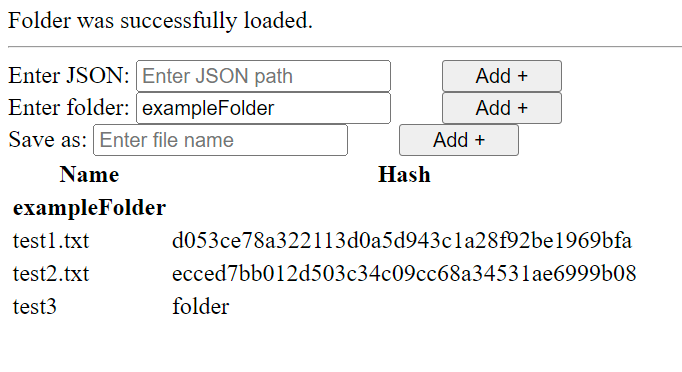 Folder was successfully loaded.
Enter JSON: Enter JSON path Add +
Enter folder: exampleFolder Add +
Save as: Enter file name Add +
Name Hash
exampleFolder
test1.txt d053ce78a322113d0a5d943c1a28f92be1969bfa
test2.txt ecced7bb012d503c34c09cc68a34531ae6999b08
test3 folder